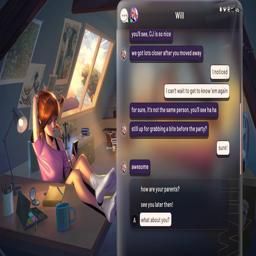 Will
you'll see, CJ is so nice
we got lots closer after you moved away
I noticed
I can't wait to get to know 'em again
for sure, it's not the same person, you'll see ha ha
still up for grabbing a bite before the party?
sure!
awesome
how are your parents?
see you later then!
what about you?